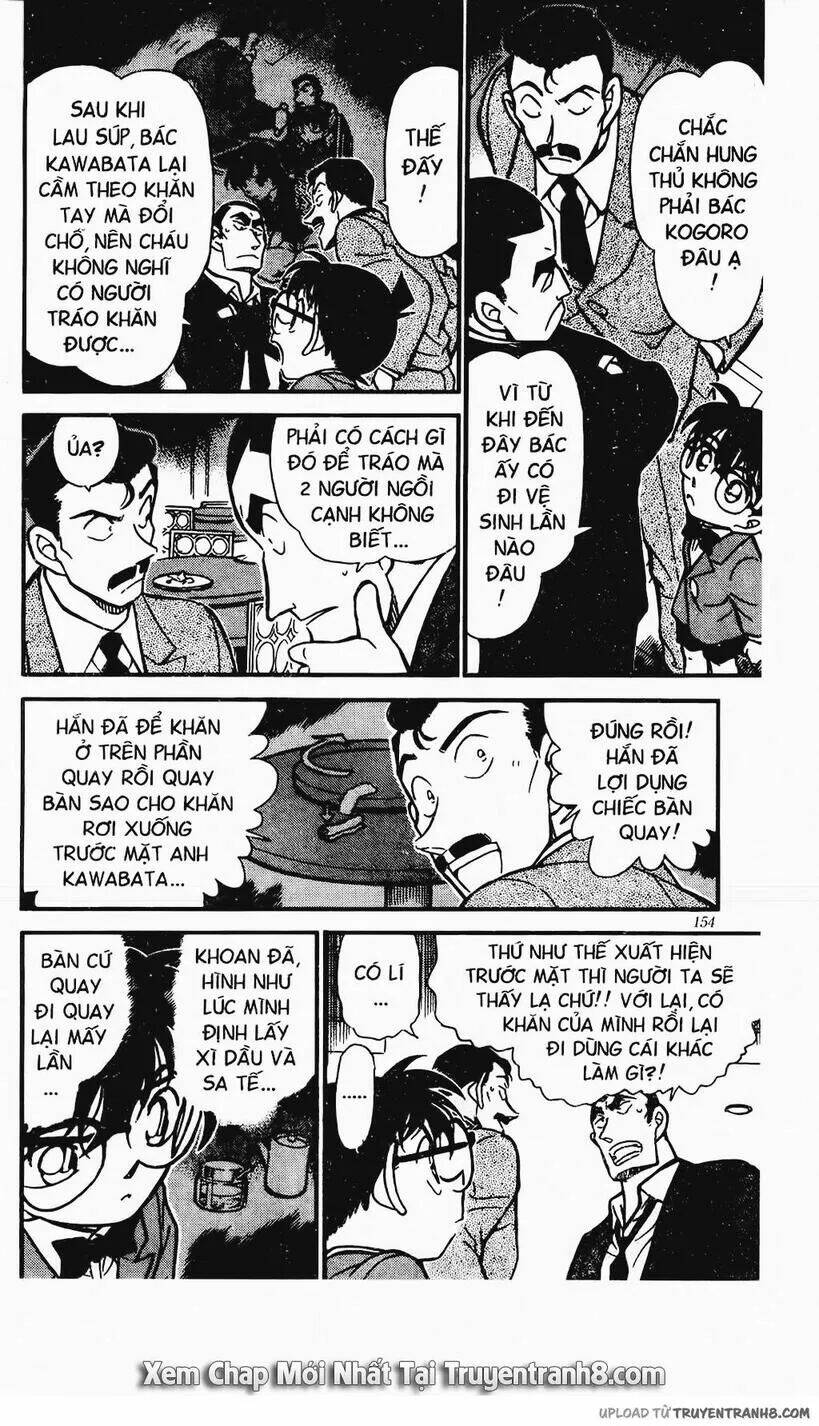 CHẮC
CHẮN HUNG
THỦ KHÔNG
PHẢI BÁC
KOGORO
ĐÂU Ạ
!
VÌ TỪ
KHI ĐẾN
ĐÂY BÁC
ẤY CÓ
ĐI VỆ
SINH LẦN
NÀO
ĐÂU
!
THẾ
ĐẤY
!
SAU KHI
LAU SÚP, BÁC
KAWABATA LẠI
CẦM THEO KHĂN
TAY MÀ ĐỔI
CHỖ, NÊN CHÁU
KHÔNG NGHĨ
CÓ NGƯỜI
TRÁO KHĂN
ĐƯỢC...
PHẢI CÓ CÁCH GÌ
ĐÓ ĐỂ TRÁO MÀ
2 NGƯỜI NGỒI
CẠNH KHÔNG
BIẾT...
ỦA?
ĐÚNG RỒI!
HẮN ĐÃ
LỢI DỤNG
CHIẾC BÀN
QUAY!
HẮN ĐÃ ĐỂ KHĂN
Ở TRÊN PHẦN
QUAY RỒI QUAY
BÀN SAO CHO KHĂN
RƠI XUỐNG
TRƯỚC MẶT ANH
KAWABATA...
154
THỨ NHƯ THẾ XUẤT HIỆN
TRƯỚC MẶT THÌ NGƯỜI TA SẼ
THẤY LẠ CHỨ!! VỚI LẠI, CÓ
KHĂN CỦA MÌNH RỒI LẠI
ĐI DÙNG CÁI KHÁC
LÀM GÌ?!
CÓ LÍ
...
.....
KHOAN ĐÃ,
HÌNH NHƯ
LÚC MÌNH
ĐỊNH LẤY
XÌ DẦU VÀ
SA TẾ...
BÀN CỨ
QUAY
ĐI QUAY
LẠI MẤY
LẦN
...
Xem Chap Mới Nhất Tại Truyentranh8.com
UPLOAD TỪ TRUYENTRANH8.COM